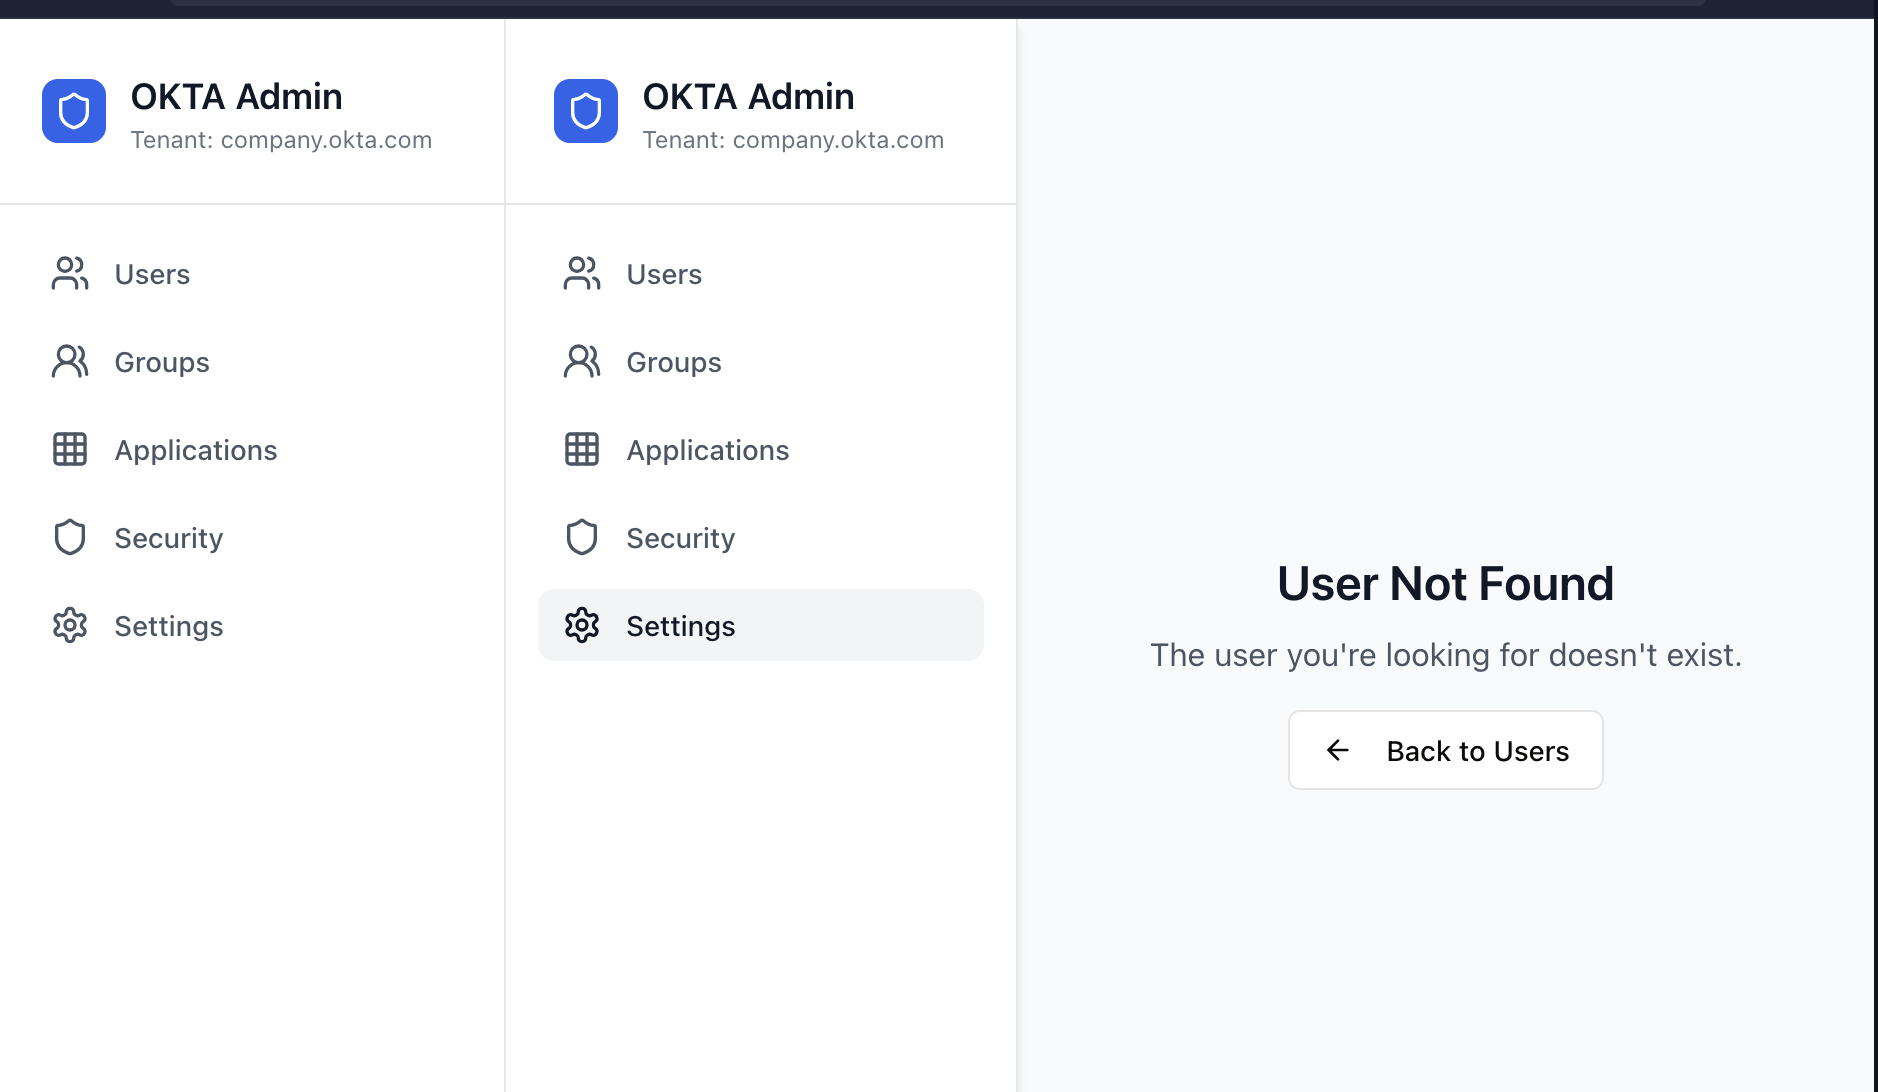 OKTA Admin
Tenant: company.okta.com
Users
Groups
Applications
Security
Settings
OKTA Admin
Tenant: company.okta.com
Users
Groups
Applications
Security
Settings
User Not Found
The user you're looking for doesn't exist.
Back to Users